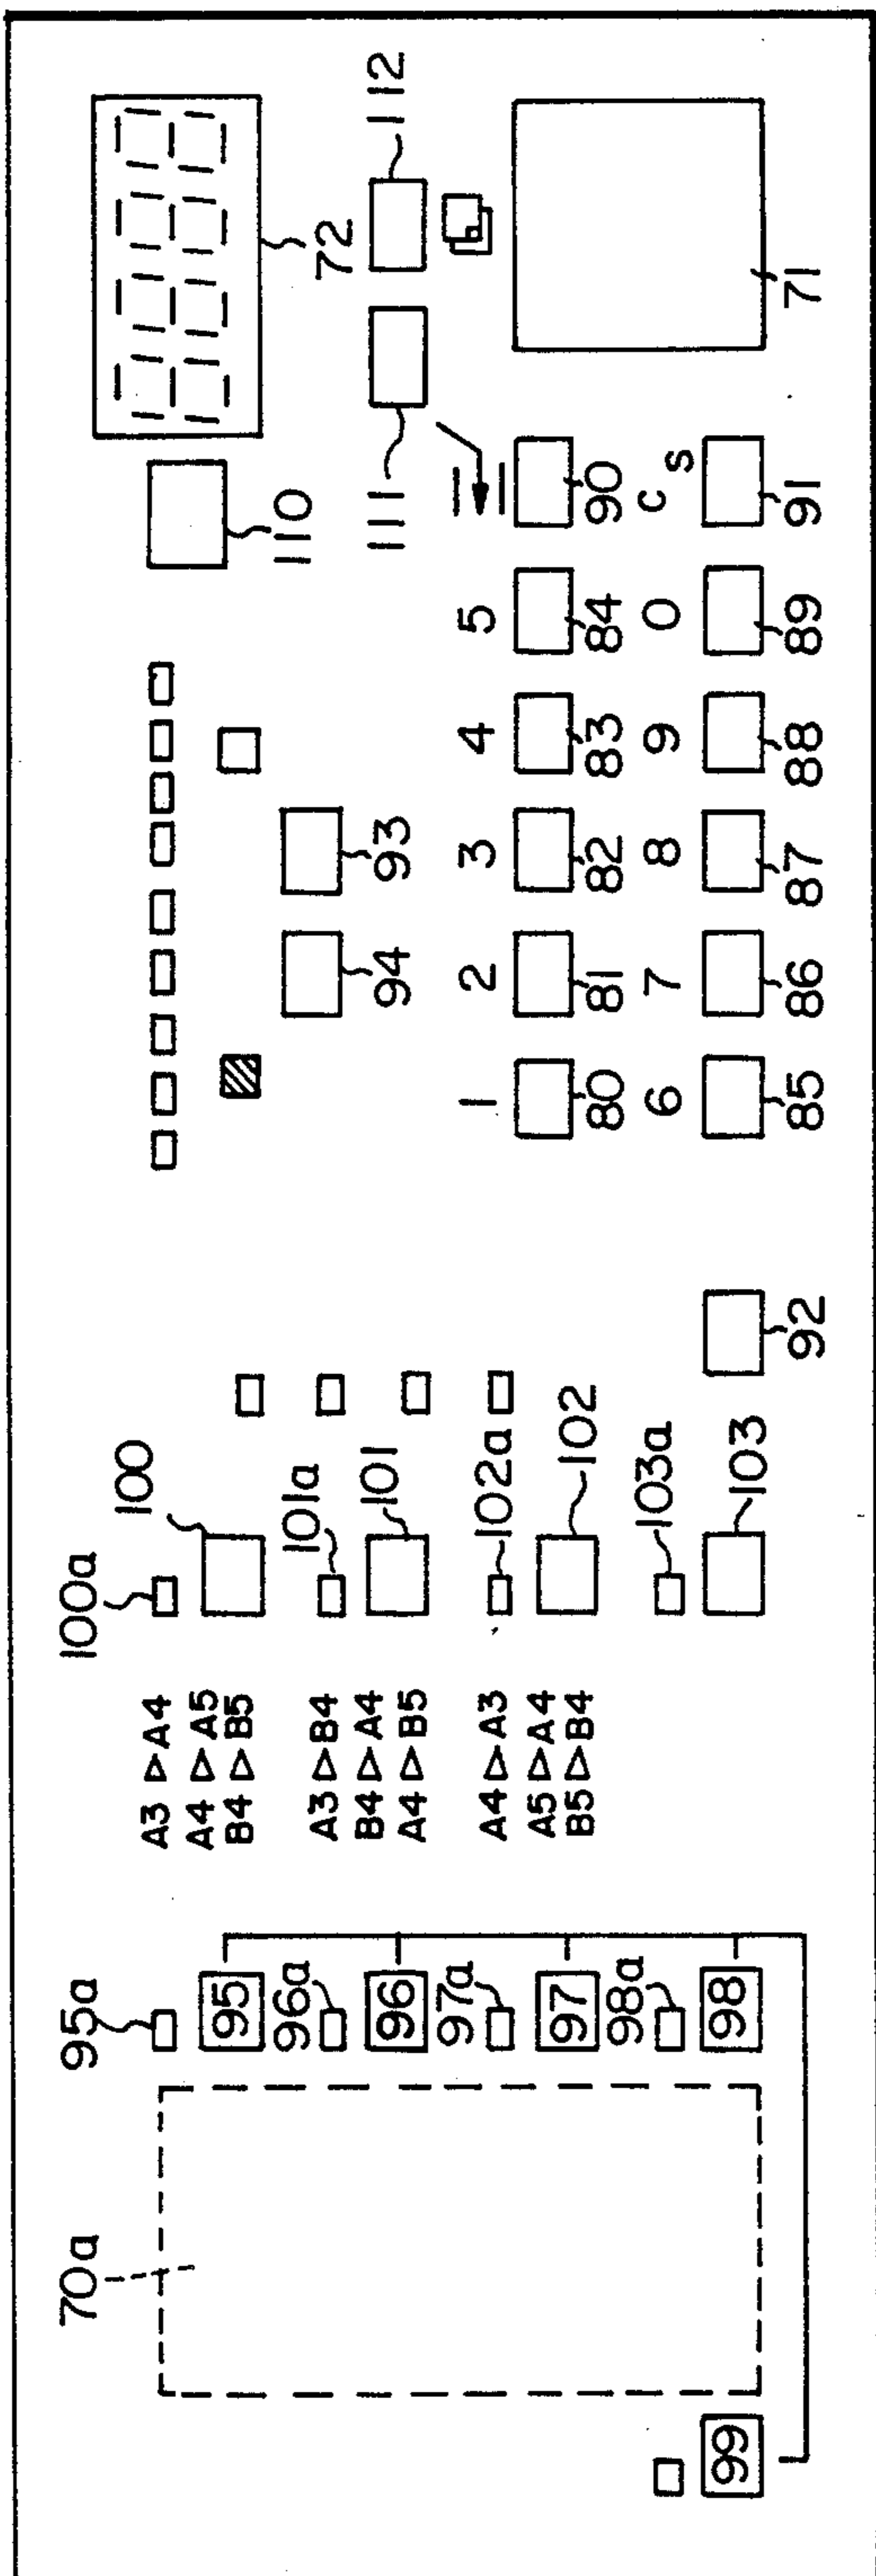 70a
95a
100a
100
A3 ▷ A4
A4 ▷ A5
B4 ▷ B5
95
96a
101a
A3 ▷ B4
B4 ▷ A4
A4 ▷ B5
96
101
97a
102a
A4 ▷ A3
A5 ▷ A4
B5 ▷ B4
97
102
98a
103a
99
98
103
92
110
8888
72
94
93
111
112
1 2 3 4 5
80 81 82 83 84 90
6 7 8 9 0 C S
85 86 87 88 89 91
71